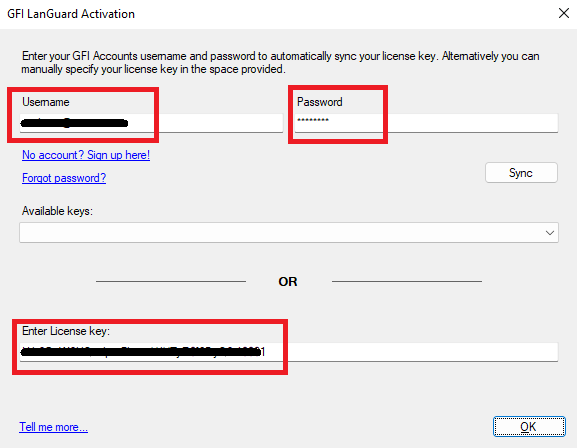 GFI LanGuard Activation
Enter your GFI Accounts username and password to automatically sync your license key. Alternatively you can
manually specify your license key in the space provided.
Username Password
********
No account? Sign up here!
Forgot password?
Sync
Available keys:
OR
Enter License key:
Tell me more...
OK